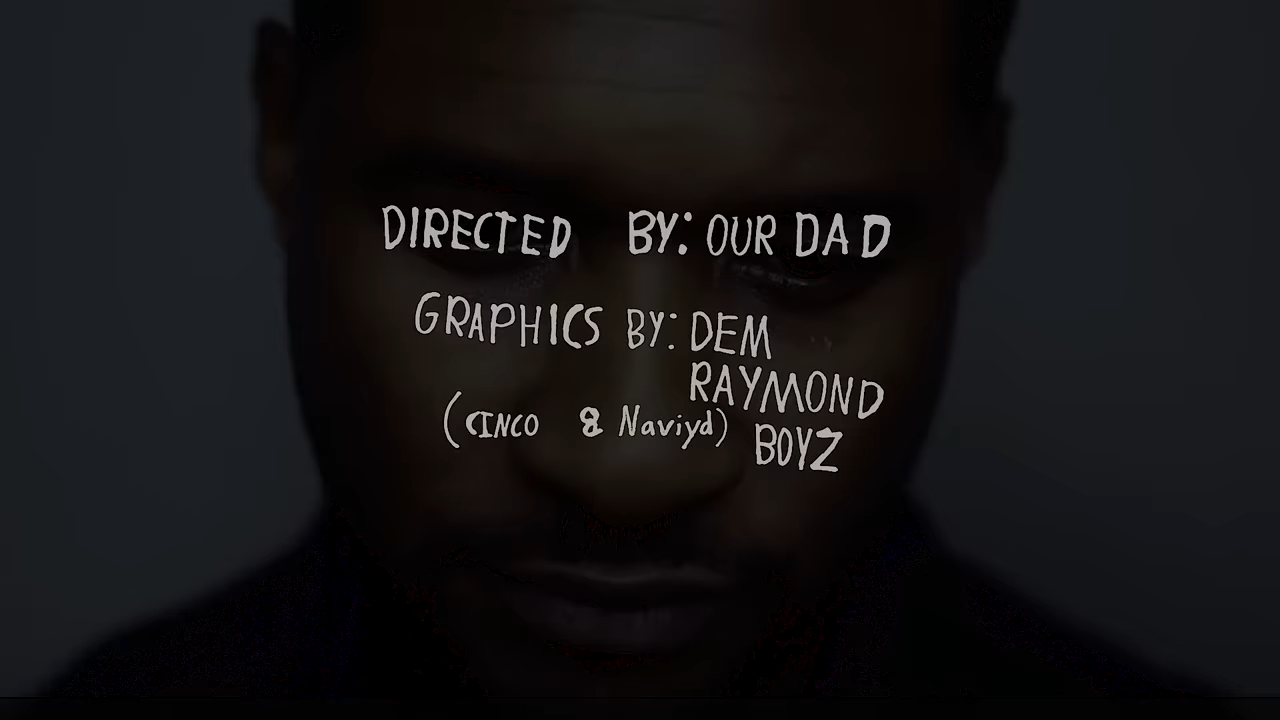 DIRECTED BY: OUR DAD
GRAPHICS BY: DEM
RAYMOND
(CINCO & Naviyd) BOYZ